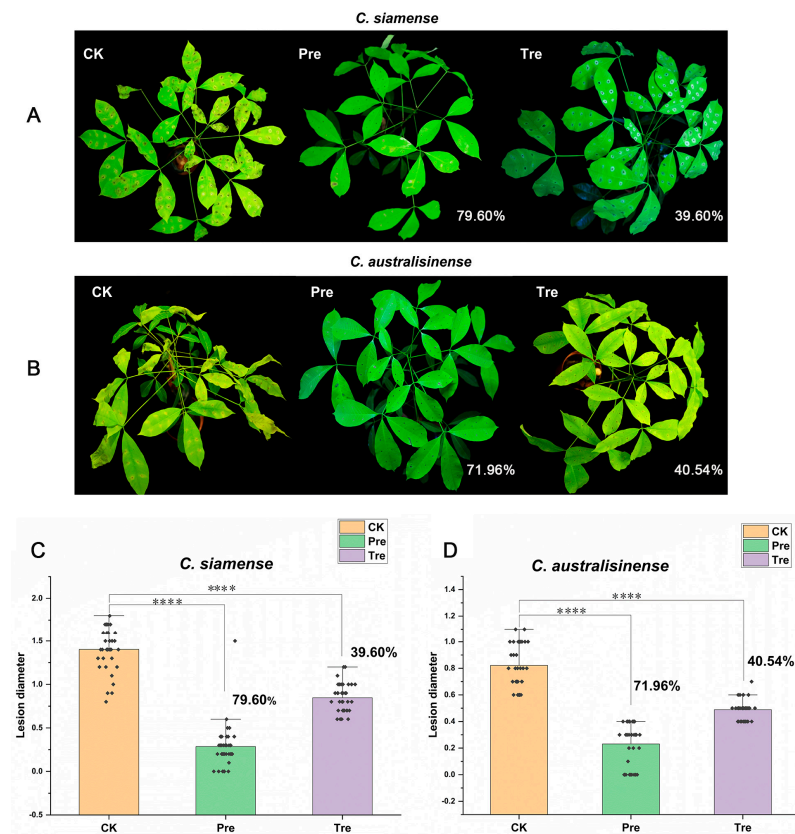 C. siamense
CK
Pre
Tre
A
79.60%
39.60%
C. australisinense
CK
Pre
Tre
B
71.96%
40.54%
C
C. siamense
CK
Pre
Tre
****
****
39.60%
79.60%
Lesion diameter
2.0
1.5
1.0
0.5
0.0
-0.5
CK
Pre
Tre
D
C. australisinense
CK
Pre
Tre
****
****
40.54%
71.96%
Lesion diameter
1.4
1.2
1.0
0.8
0.6
0.4
0.2
0.0
-0.2
CK
Pre
Tre